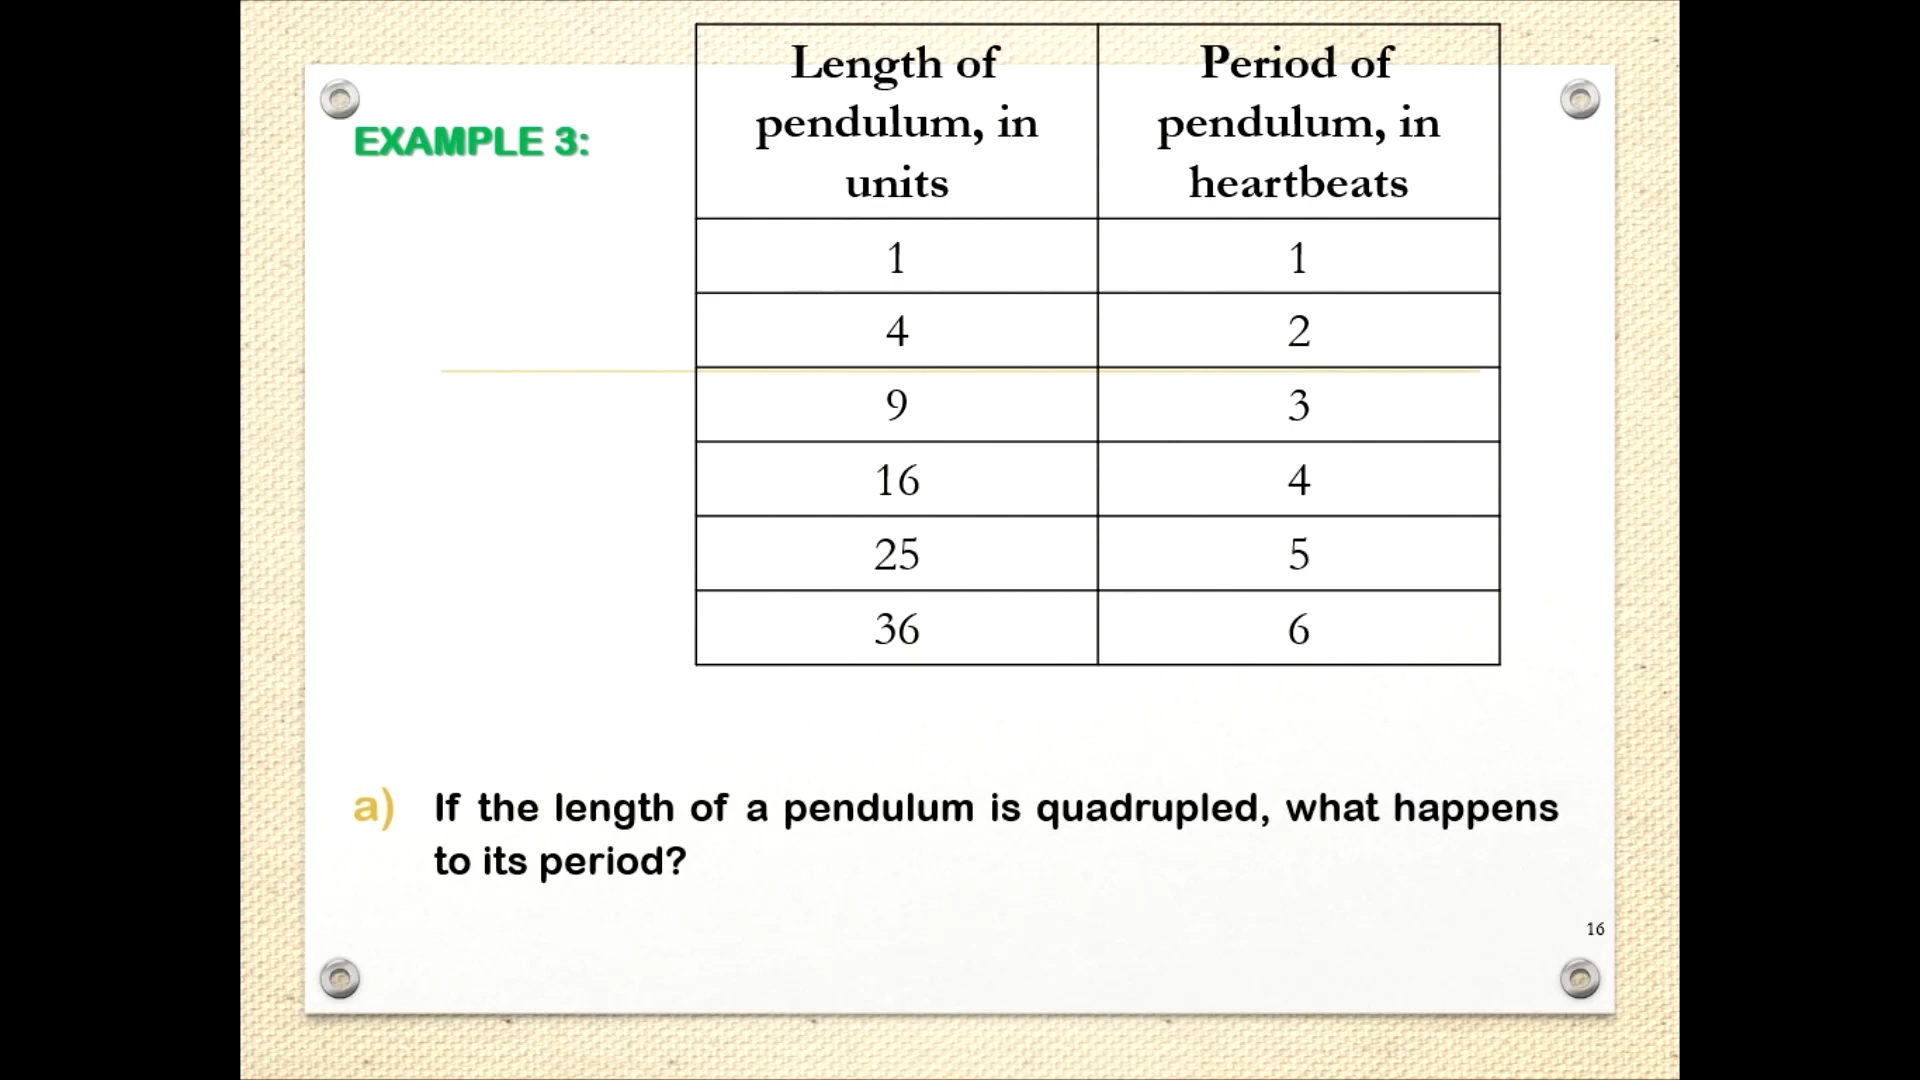 EXAMPLE 3:
Length of
pendulum, in
units
Period of
pendulum, in
heartbeats
1
1
4
2
9
3
16
4
25
5
36
6
a) If the length of a pendulum is quadrupled, what happens
to its period?
16